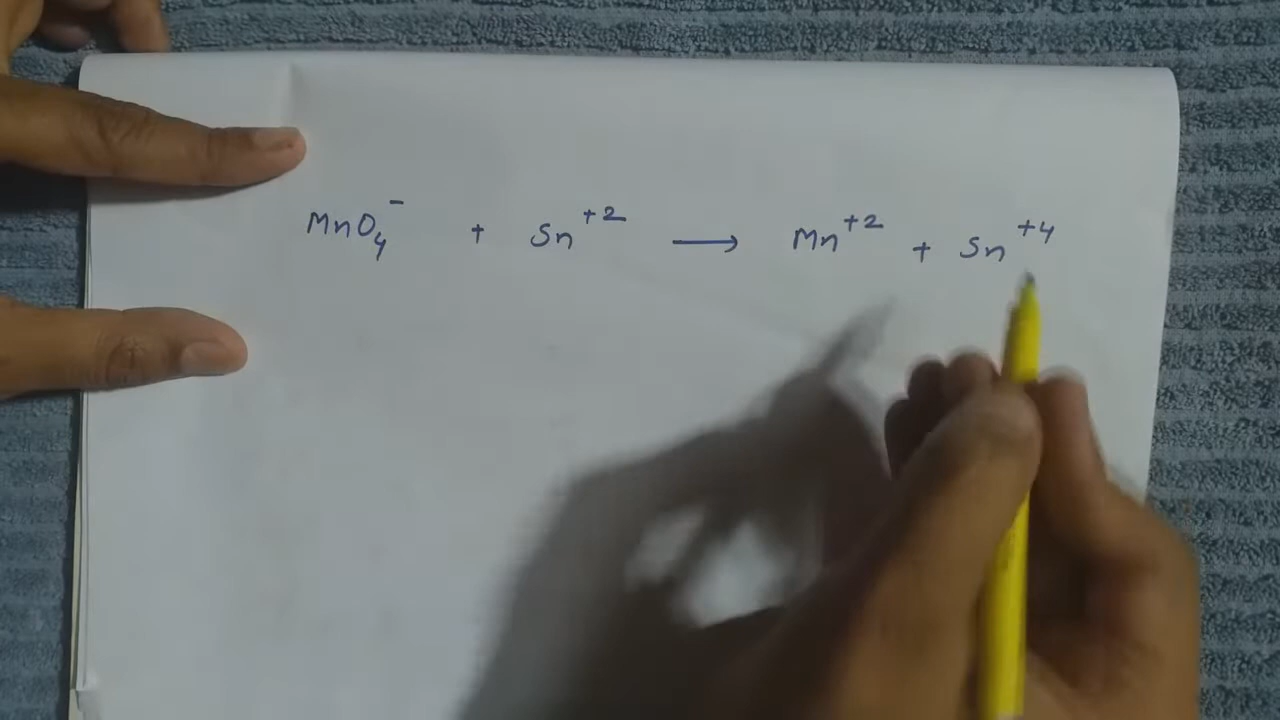 MnO₄⁻ + Sn⁺² ⟶ Mn⁺² + Sn⁺⁴